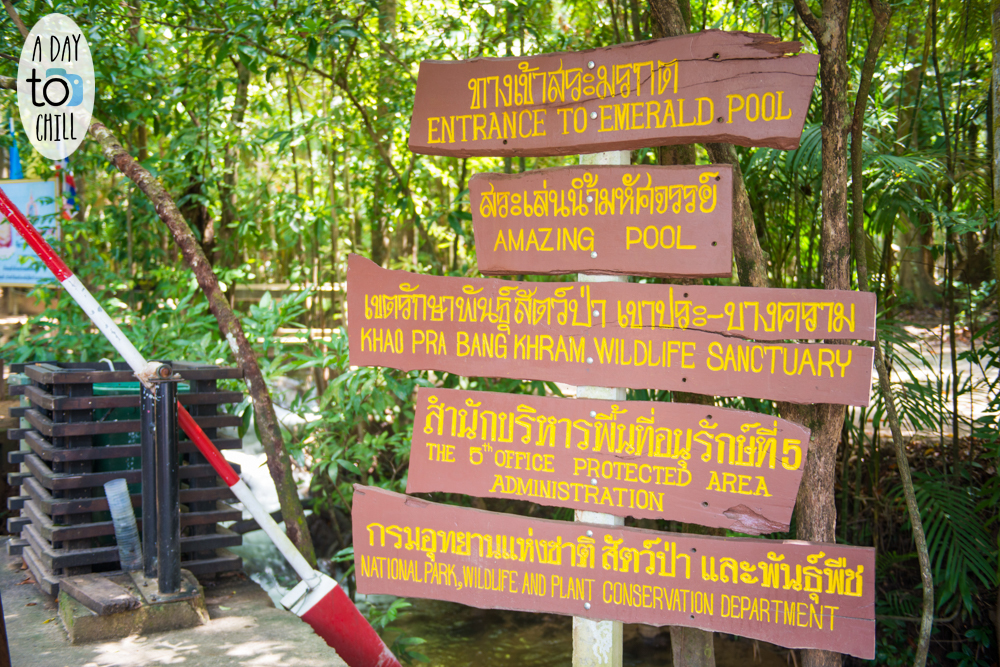 A DAY
to
CHILL
ทางเข้าสระมรกต
ENTRANCE TO EMERALD POOL
สระเล่นน้ำมหัศจรรย์
AMAZING POOL
เขตรักษาพันธุ์สัตว์ป่า เขาประ-บางคราม
KHAO PRA BANG KHRAM WILDLIFE SANCTUARY
สำนักบริหารพื้นที่อนุรักษ์ที่ 5
THE 5th OFFICE PROTECTED AREA
ADMINISTRATION
กรมอุทยานแห่งชาติ สัตว์ป่า และพันธุ์พืช
NATIONAL PARK, WILDLIFE AND PLANT CONSERVATION DEPARTMENT